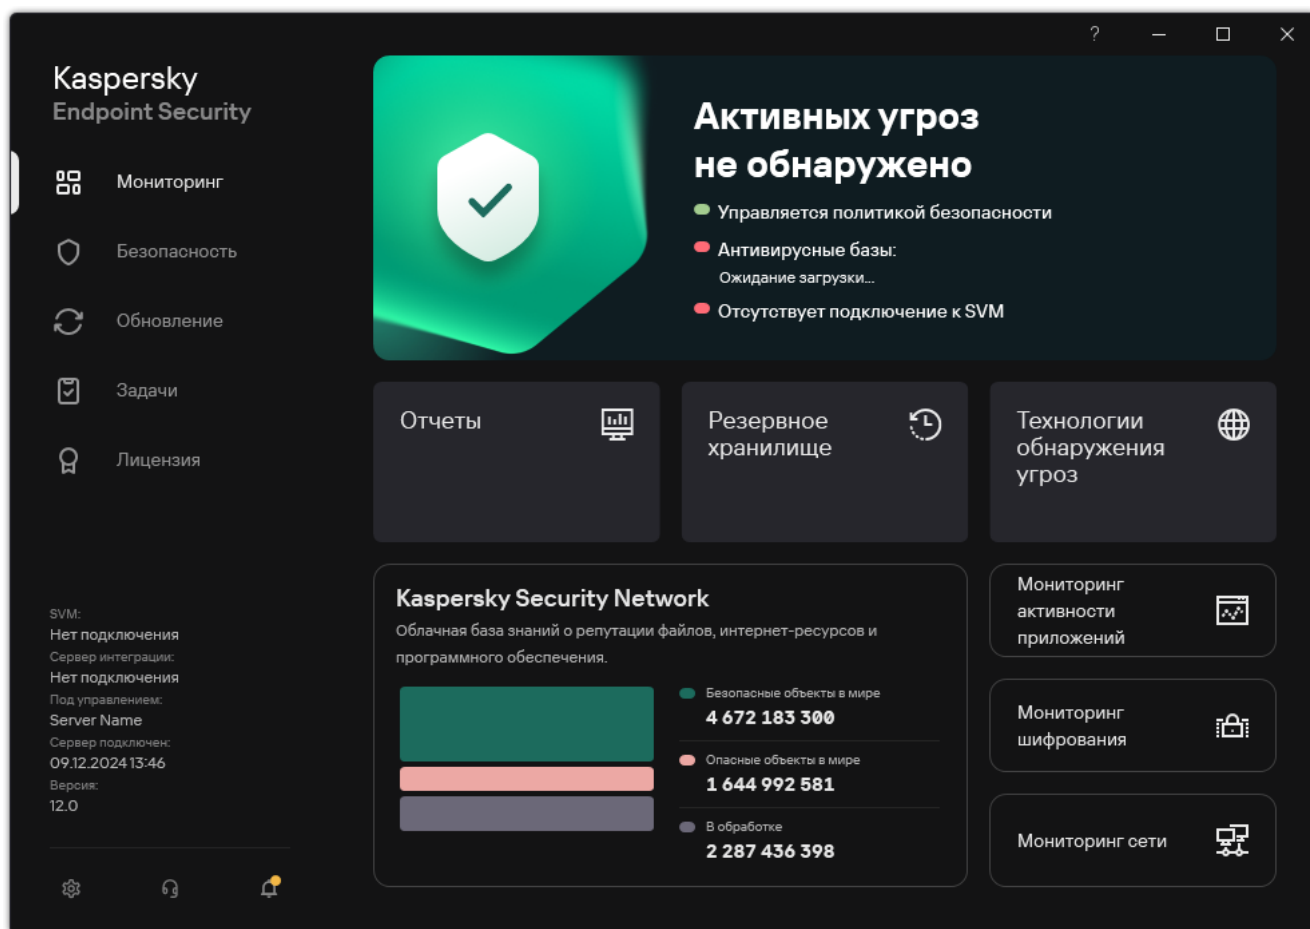 ?
Kaspersky
Endpoint Security
Мониторинг
Безопасность
Обновление
Задачи
Лицензия
SVM:
Нет подключения
Сервер интеграции:
Нет подключения
Под управлением:
Server Name
Сервер подключен:
09.12.2024 13:46
Версия:
12.0
Активных угроз
не обнаружено
Управляется политикой безопасности
Антивирусные базы:
Ожидание загрузки...
Отсутствует подключение к SVM
Отчеты
Резервное
хранилище
Технологии
обнаружения
угроз
Kaspersky Security Network
Облачная база знаний о репутации файлов, интернет-ресурсов и
программного обеспечения.
Безопасные объекты в мире
4 672 183 300
Опасные объекты в мире
1 644 992 581
В обработке
2 287 436 398
Мониторинг
активности
приложений
Мониторинг
шифрования
Мониторинг сети